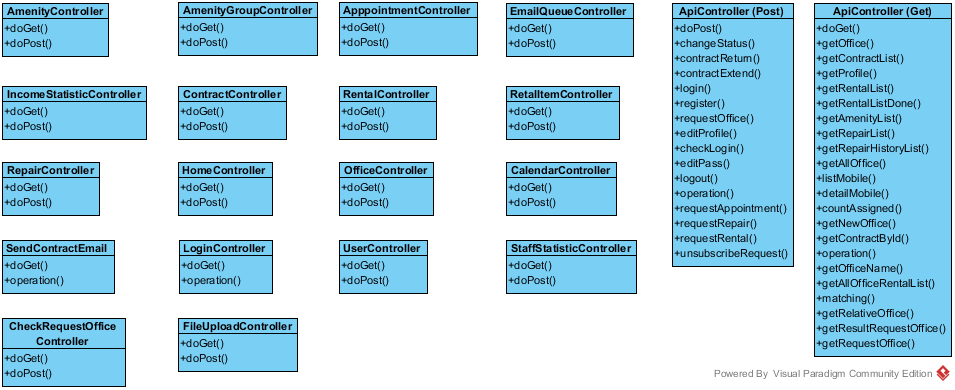 AmenityController
+doGet()
+doPost()
AmenityGroupController
+doGet()
+doPost()
ApppointmentController
+doGet()
+doPost()
EmailQueueController
+doGet()
+doPost()
IncomeStatisticController
+doGet()
+doPost()
ContractController
+doGet()
+doPost()
RentalController
+doGet()
+doPost()
RetalItemController
+doGet()
+doPost()
RepairController
+doGet()
+doPost()
HomeController
+doGet()
+doPost()
OfficeController
+doGet()
+doPost()
CalendarController
+doGet()
+doPost()
SendContractEmail
+doGet()
+operation()
LoginController
+doGet()
+operation()
UserController
+doGet()
+doPost()
StaffStatisticController
+doGet()
+doPost()
CheckRequestOffice
Controller
+doGet()
+doPost()
FileUploadController
+doGet()
+doPost()
ApiController (Post)
+doPost()
+changeStatus()
+contractReturn()
+contractExtend()
+login()
+register()
+requestOffice()
+editProfile()
+checkLogin()
+editPass()
+logout()
+operation()
+requestAppointment()
+requestRepair()
+requestRental()
+unsubscribeRequest()
ApiController (Get)
+doGet()
+getOffice()
+getContractList()
+getProfile()
+getRentalList()
+getRentalListDone()
+getAmenityList()
+getRepairList()
+getRepairHistoryList()
+getAllOffice()
+listMobile()
+detailMobile()
+countAssigned()
+getNewOffice()
+getContractById()
+operation()
+getOfficeName()
+getAllOfficeRentalList()
+matching()
+getRelativeOffice()
+getResultRequestOffice()
+getRequestOffice()
Powered By Visual Paradigm Community Edition